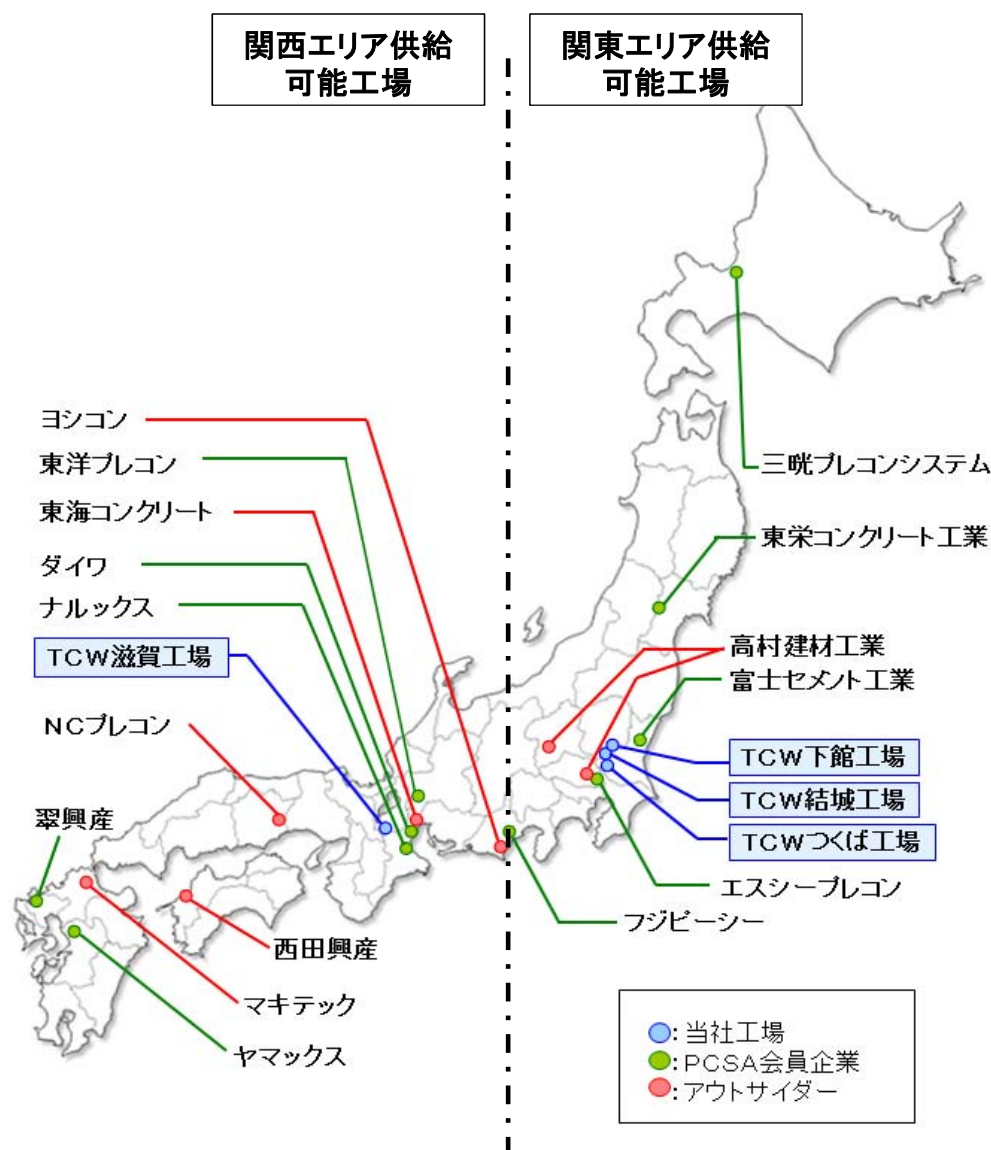 関西エリア供給
可能工場
関東エリア供給
可能工場
ヨシコン
東洋プレコン
東海コンクリート
ダイワ
ナルックス
TCW滋賀工場
NCプレコン
翠興産
西田興産
マキテック
ヤマックス
三晄プレコンシステム
東栄コンクリート工業
高村建材工業
富士セメント工業
TCW下館工場
TCW結城工場
TCWつくば工場
エスシープレコン
フジピーシー
:当社工場
:PCSA会員企業
:アウトサイダー